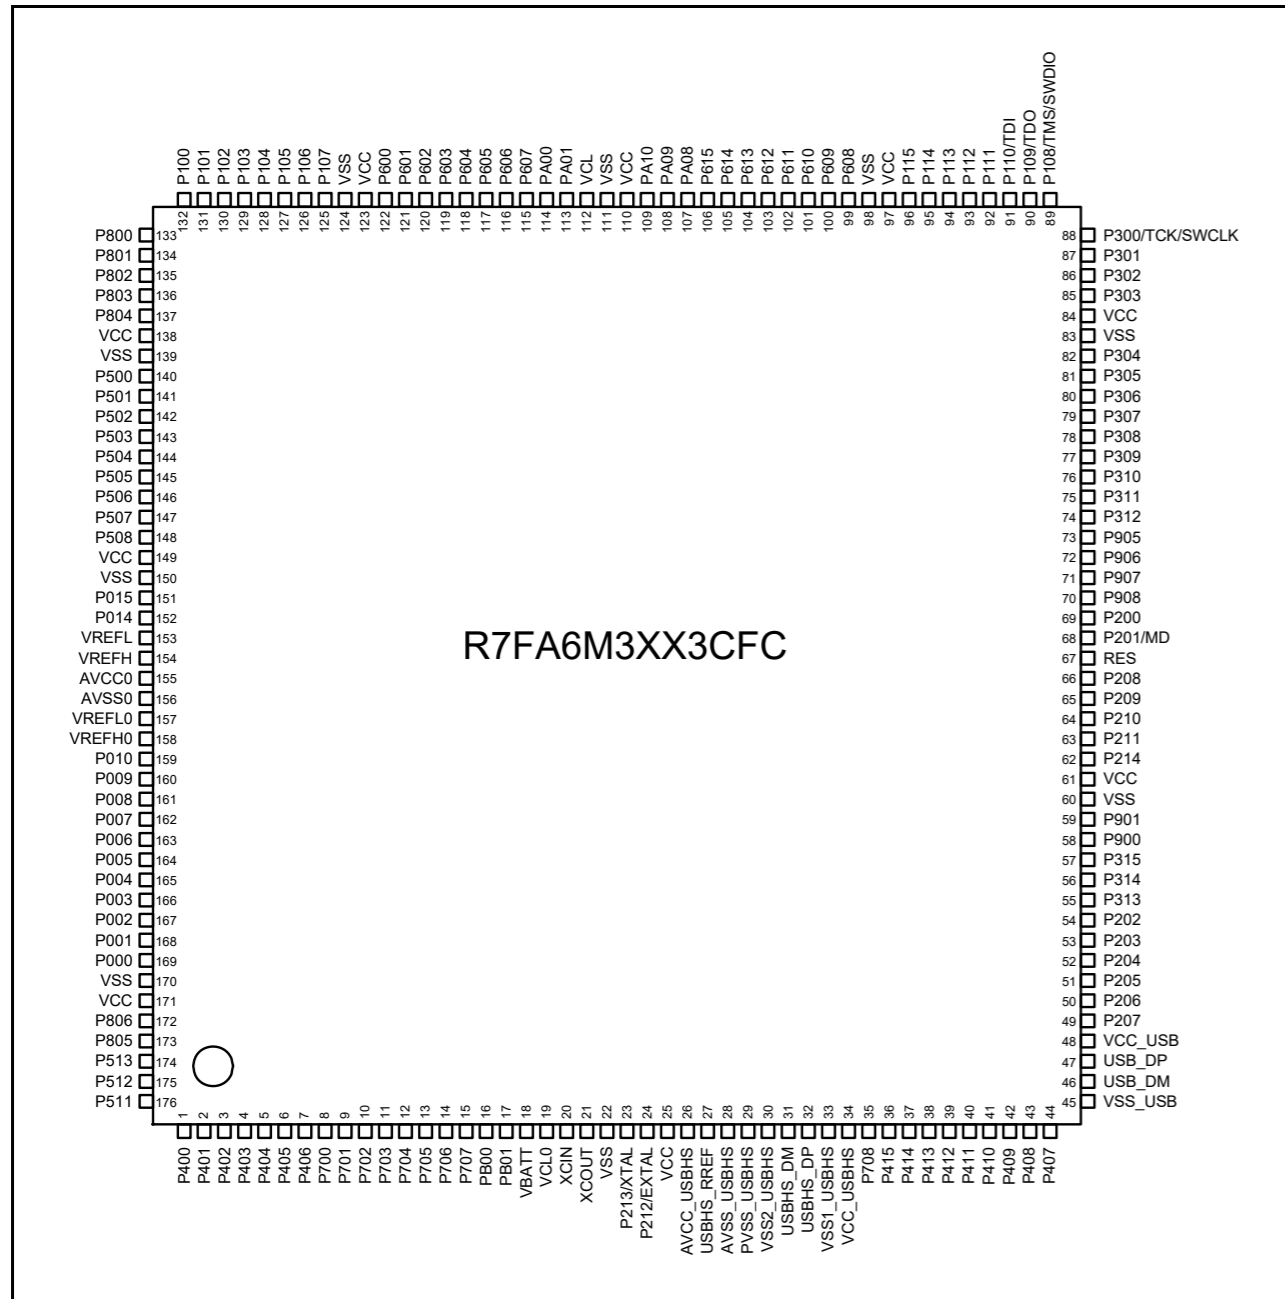 P100
P101
P102
P103
P104
P105
P106
P107
VSS
VCC
P600
P601
P602
P603
P604
P605
P606
P607
PA00
PA01
VCL
VSS
VCC
PA10
PA09
PA08
P615
P614
P613
P612
P611
P610
P609
P608
VSS
VCC
P115
P114
P113
P112
P111
P110/TDI
P109/TDO
P108/TMS/SWDIO
132
131
130
129
128
127
126
125
124
123
122
121
120
119
118
117
116
115
114
113
112
111
110
109
108
107
106
105
104
103
102
101
100
99
98
97
96
95
94
93
92
91
90
89
P800 133
P801 134
P802 135
P803 136
P804 137
VCC 138
VSS 139
P500 140
P501 141
P502 142
P503 143
P504 144
P505 145
P506 146
P507 147
P508 148
VCC 149
VSS 150
P015 151
P014 152
VREFL 153
VREFH 154
AVCC0 155
AVSS0 156
VREFL0 157
VREFH0 158
P010 159
P009 160
P008 161
P007 162
P006 163
P005 164
P004 165
P003 166
P002 167
P001 168
P000 169
VSS 170
VCC 171
P806 172
P805 173
P513 174
P512 175
P511 176
R7FA6M3XX3CFC
88 P300/TCK/SWCLK
87 P301
86 P302
85 P303
84 VCC
83 VSS
82 P304
81 P305
80 P306
79 P307
78 P308
77 P309
76 P310
75 P311
74 P312
73 P905
72 P906
71 P907
70 P908
69 P200
68 P201/MD
67 RES
66 P208
65 P209
64 P210
63 P211
62 P214
61 VCC
60 VSS
59 P901
58 P900
57 P315
56 P314
55 P313
54 P202
53 P203
52 P204
51 P205
50 P206
49 P207
48 VCC_USB
47 USB_DP
46 USB_DM
45 VSS_USB
1
2
3
4
5
6
7
8
9
10
11
12
13
14
15
16
17
18
19
20
21
22
23
24
25
26
27
28
29
30
31
32
33
34
35
36
37
38
39
40
41
42
43
44
P400
P401
P402
P403
P404
P405
P406
P700
P701
P702
P703
P704
P705
P706
P707
PB00
PB01
VBATT
VCL0
XCIN
XCOUT
VSS
P213/XTAL
P212/EXTAL
VCC
AVCC_USBHS
USBHS_RREF
AVSS_USBHS
PVSS_USBHS
VSS2_USBHS
USBHS_DM
USBHS_DP
VSS1_USBHS
VCC_USBHS
P708
P415
P414
P413
P412
P411
P410
P409
P408
P407